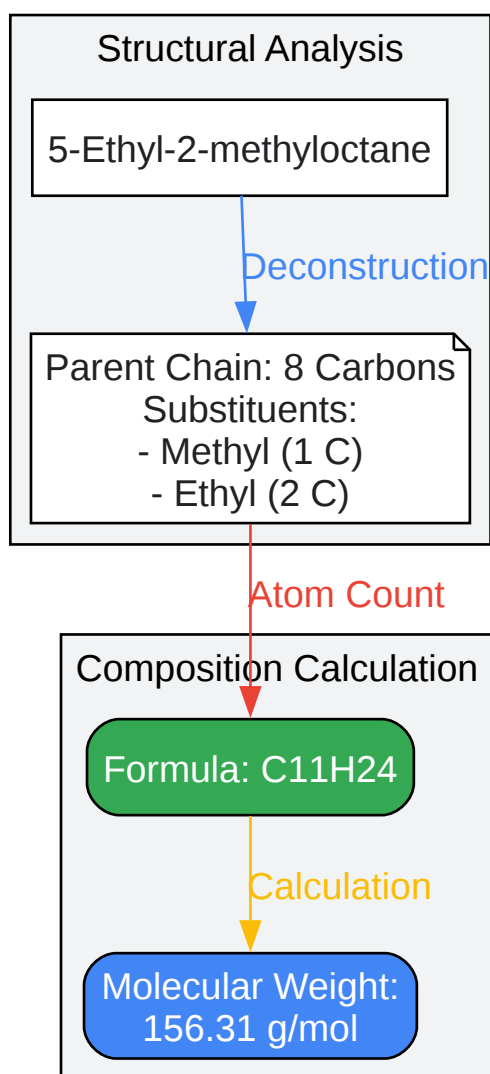 Structural Analysis
5-Ethyl-2-methyloctane
Deconstruction
Parent Chain: 8 Carbons
Substituents:
- Methyl (1 C)
- Ethyl (2 C)
Atom Count
Composition Calculation
Formula: C11H24
Calculation
Molecular Weight:
156.31 g/mol